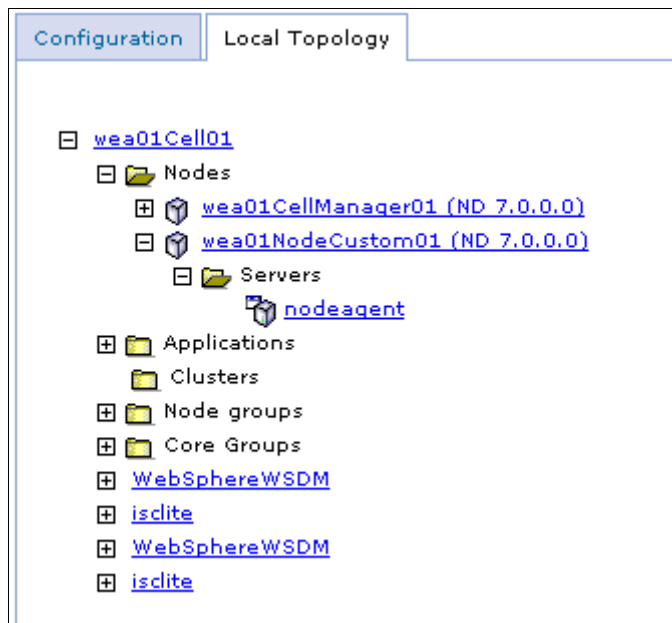 Configuration Local Topology
wea01Cell01
Nodes
wea01CellManager01 (ND 7.0.0.0)
wea01NodeCustom01 (ND 7.0.0.0)
Servers
nodeagent
Applications
Clusters
Node groups
Core Groups
WebSphereWSDM
isclite
WebSphereWSDM
isclite